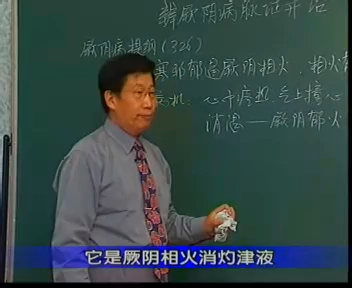 辨厥阴病脉证并治
厥阴病提纲(326)
寒邪郁遏厥阴相火，相火
病机：心中疼热，气上撞心
消渴——厥阴郁火
它是厥阴相火消灼津液